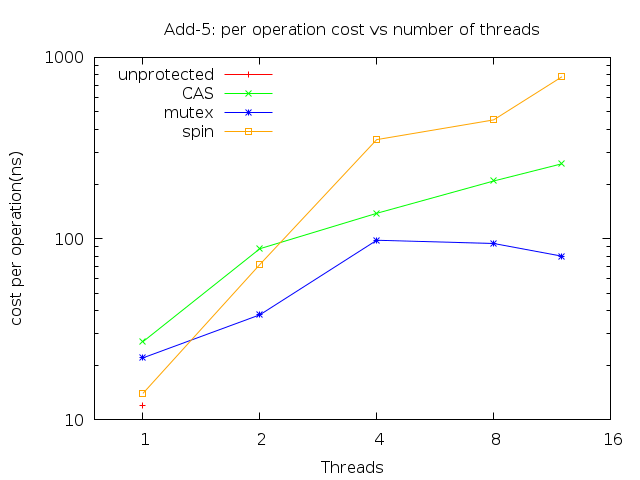 Add-5: per operation cost vs number of threads
1000
unprotected
CAS
mutex
spin
100
cost per operation(ns)
10
1 2 4 8 16
Threads